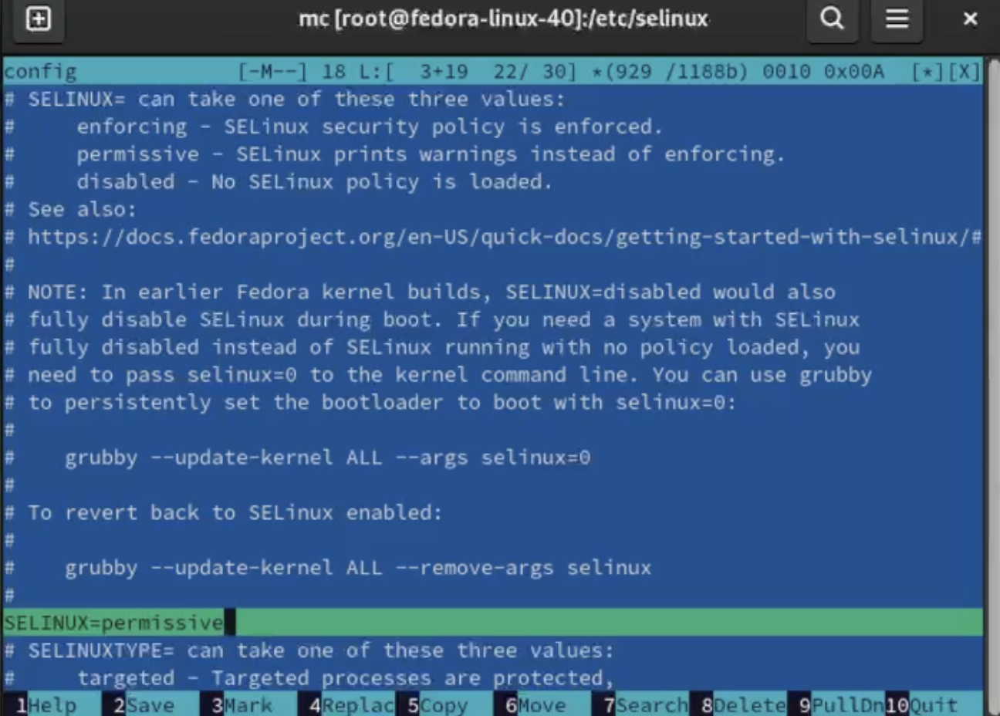 mc [root@fedora-linux-40]:/etc/selinux
config [-M--] 18 L:[  3+19  22/ 30] *(929 /1188b) 0010 0x00A [*][X]
# SELINUX= can take one of these three values:
#     enforcing - SELinux security policy is enforced.
#     permissive - SELinux prints warnings instead of enforcing.
#     disabled - No SELinux policy is loaded.
# See also:
# https://docs.fedoraproject.org/en-US/quick-docs/getting-started-with-selinux/#
#
# NOTE: In earlier Fedora kernel builds, SELINUX=disabled would also
# fully disable SELinux during boot. If you need a system with SELinux
# fully disabled instead of SELinux running with no policy loaded, you
# need to pass selinux=0 to the kernel command line. You can use grubby
# to persistently set the bootloader to boot with selinux=0:
#
#    grubby --update-kernel ALL --args selinux=0
#
# To revert back to SELinux enabled:
#
#    grubby --update-kernel ALL --remove-args selinux
#
SELINUX=permissive
# SELINUXTYPE= can take one of these three values:
#     targeted - Targeted processes are protected,
1Help 2Save 3Mark 4Replac 5Copy 6Move 7Search 8Delete 9PullDn 10Quit